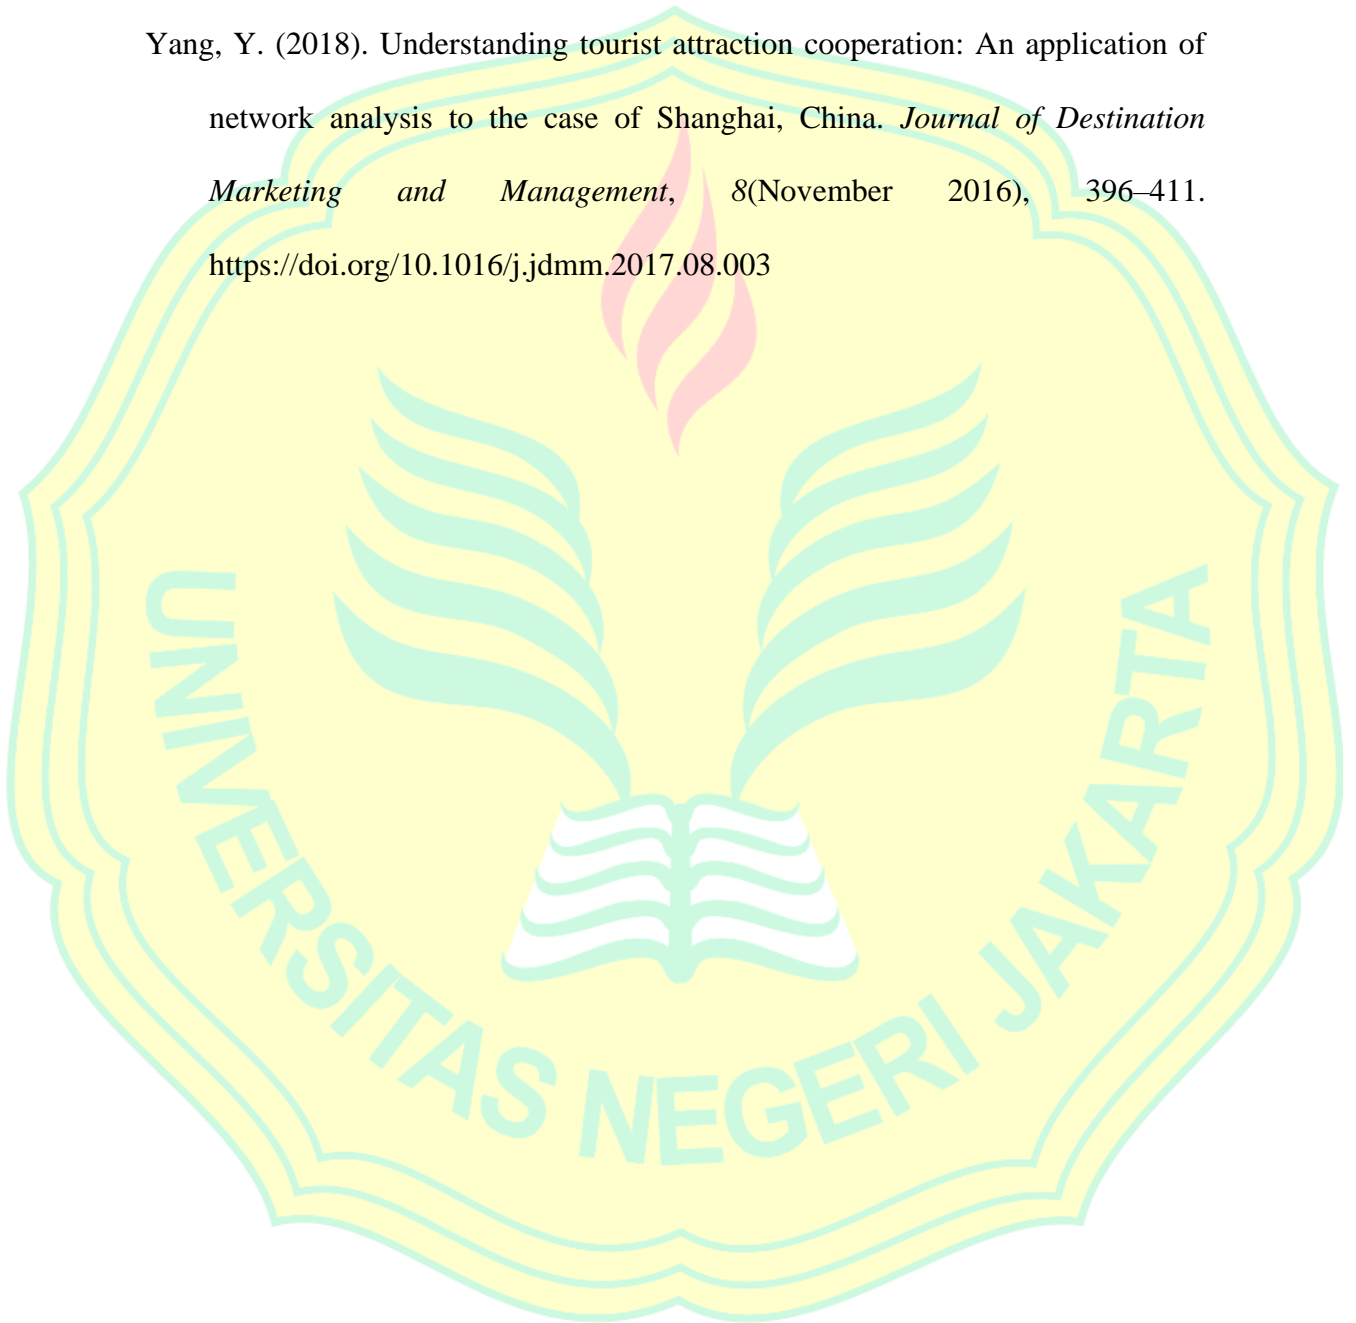 Yang, Y. (2018). Understanding tourist attraction cooperation: An application of
network analysis to the case of Shanghai, China. Journal of Destination
Marketing and Management, 8(November 2016), 396–411.
https://doi.org/10.1016/j.jdmm.2017.08.003
UNIVERSITAS NEGERI JAKARTA